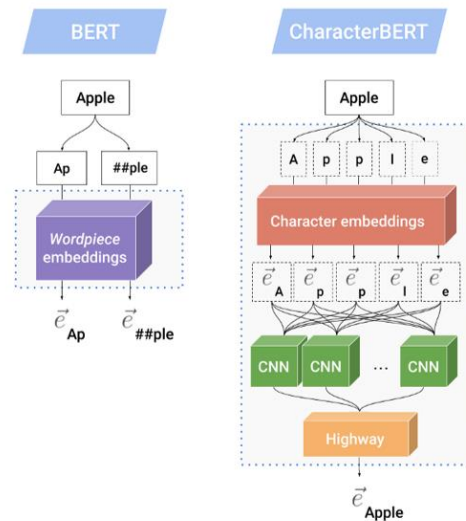 BERT
Apple
Ap ##ple
Wordpiece
embeddings
e⃗ Ap e⃗ ##ple
CharacterBERT
Apple
A p p l e
Character embeddings
e⃗ A e⃗ p e⃗ p e⃗ l e⃗ e
CNN CNN ... CNN
Highway
e⃗ Apple